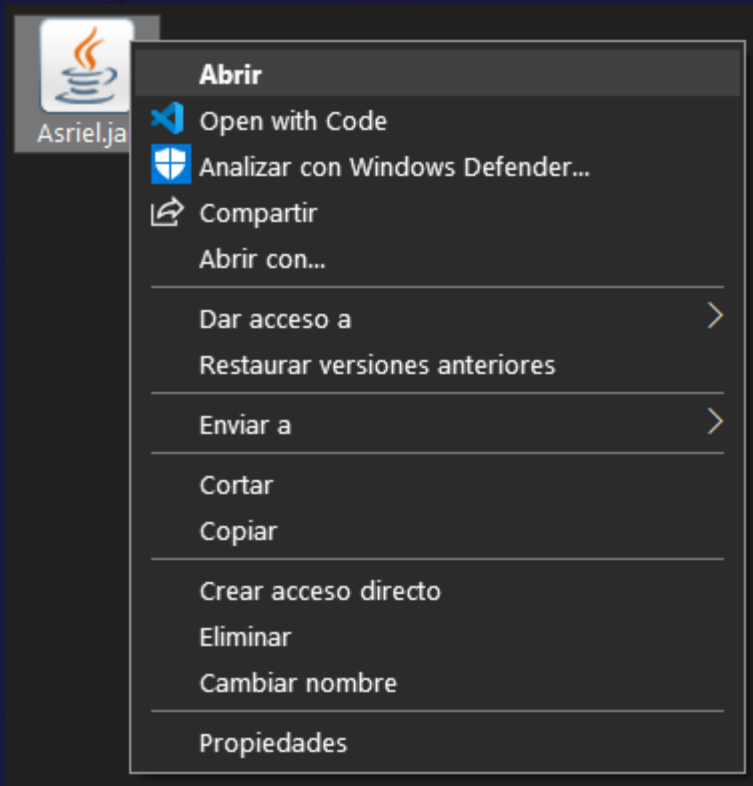 Asriel.ja
Abrir
Open with Code
Analizar con Windows Defender...
Compartir
Abrir con...
Dar acceso a
Restaurar versiones anteriores
Enviar a
Cortar
Copiar
Crear acceso directo
Eliminar
Cambiar nombre
Propiedades